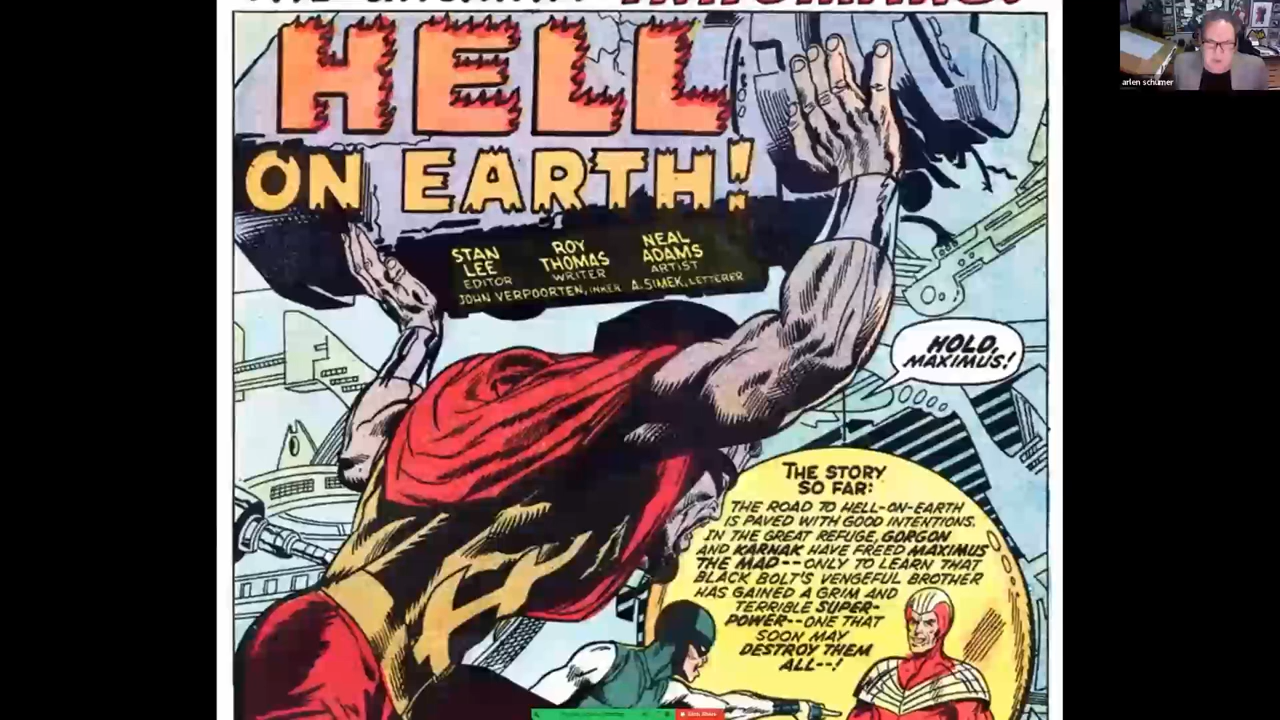 HELL
ON EARTH!
STAN
LEE
EDITOR
ROY
THOMAS
WRITER
NEAL
ADAMS
ARTIST
JOHN VERPOORTEN, INKER A. SIMEK, LETTERER
HOLD,
MAXIMUS!
THE STORY
SO FAR:
THE ROAD TO HELL-ON-EARTH
IS PAVED WITH GOOD INTENTIONS.
IN THE GREAT REFUGE, GORGON
AND KARNAK HAVE FREED MAXIMUS
THE MAD--ONLY TO LEARN THAT
BLACK BOLT'S VENGEFUL BROTHER
HAS GAINED A GRIM AND
TERRIBLE SUPER-
POWER--ONE THAT
SOON MAY
DESTROY THEM
ALL--!
arlen schumer